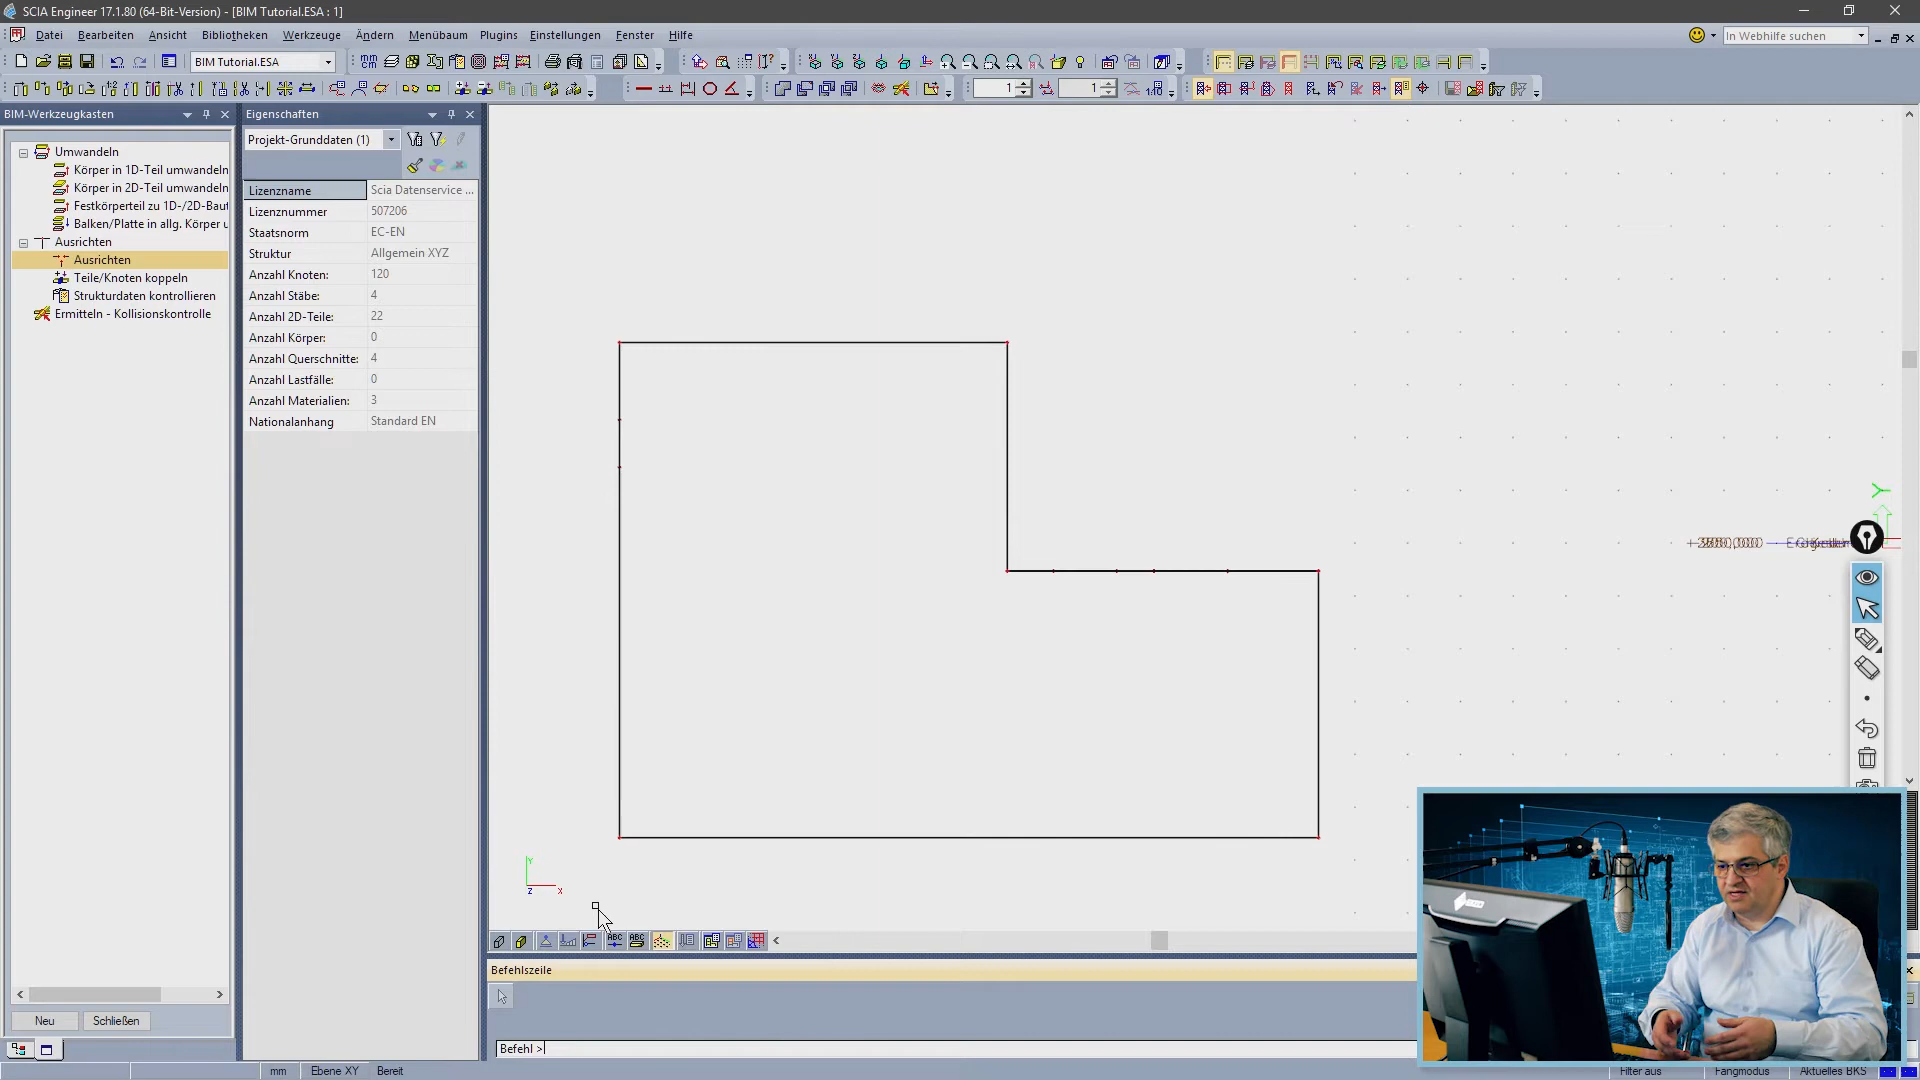 SCIA Engineer 17.1.80 (64-Bit-Version) - [BIM Tutorial.ESA : 1]
Datei Bearbeiten Ansicht Bibliotheken Werkzeuge Ändern Menübaum Plugins Einstellungen Fenster Hilfe
In Webhilfe suchen
BIM Tutorial.ESA
1 1
BIM-Werkzeugkasten
Umwandeln
Körper in 1D-Teil umwandeln
Körper in 2D-Teil umwandeln
Festkörperteil zu 1D-/2D-Baut
Balken/Platte in allg. Körper u
Ausrichten
Ausrichten
Teile/Knoten koppeln
Strukturdaten kontrollieren
Ermitteln - Kollisionskontrolle
Neu Schließen
Eigenschaften
Projekt-Grunddaten (1)
Lizenzname Scia Datenservice ...
Lizenznummer 507206
Staatsnorm EC-EN
Struktur Allgemein XYZ
Anzahl Knoten: 120
Anzahl Stäbe: 4
Anzahl 2D-Teile: 22
Anzahl Körper: 0
Anzahl Querschnitte: 4
Anzahl Lastfälle: 0
Anzahl Materialien: 3
Nationalanhang Standard EN
Y
Y
Z X
ABC ABC
Befehlszeile
Befehl >
mm Ebene XY Bereit Filter aus Fangmodus Aktuelles BKS